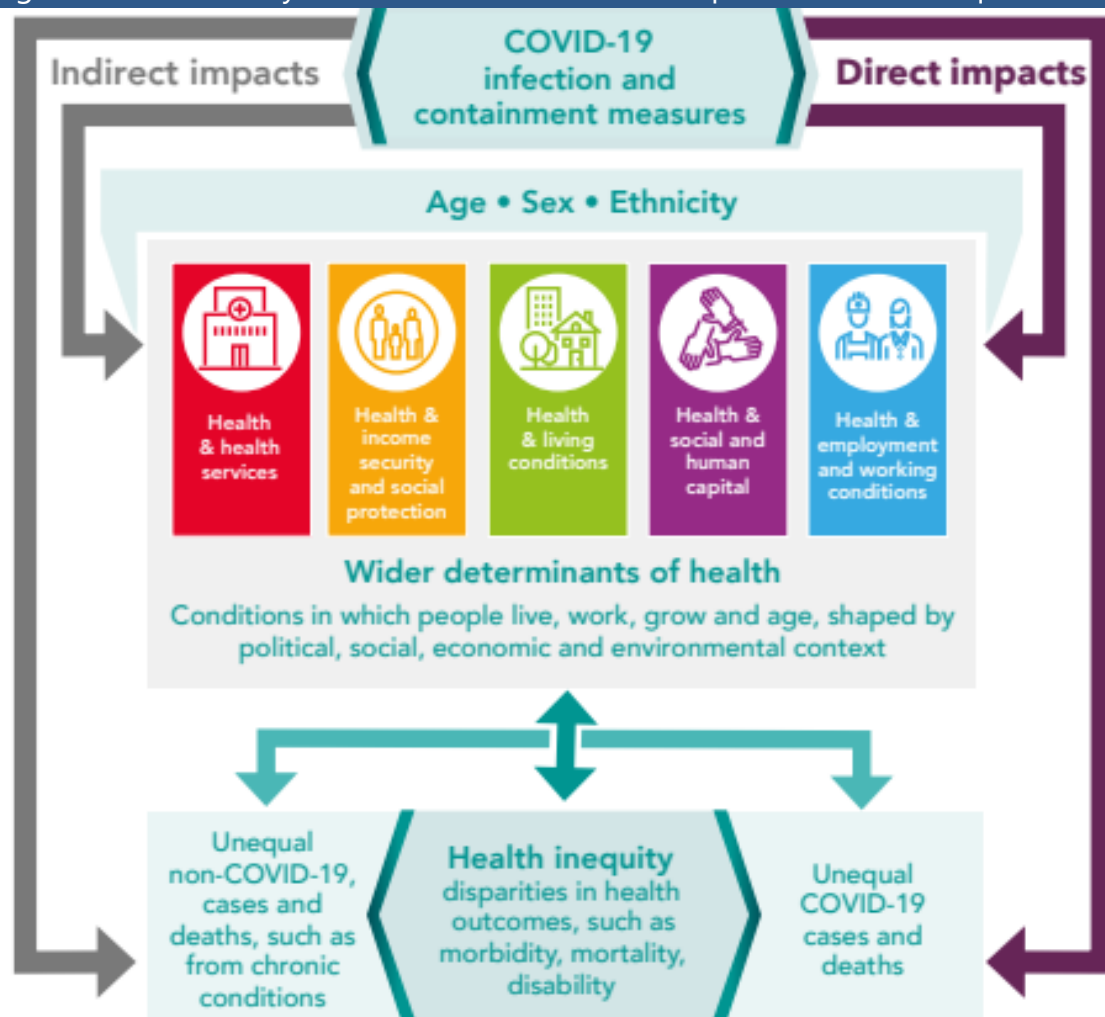 COVID-19
infection and
containment measures
Indirect impacts
Direct impacts
Age • Sex • Ethnicity
Health
& health
services
Health &
income
security
and social
protection
Health
& living
conditions
Health &
social and
human
capital
Health &
employment
and working
conditions
Wider determinants of health
Conditions in which people live, work, grow and age, shaped by
political, social, economic and environmental context
Unequal
non-COVID-19,
cases and
deaths, such as
from chronic
conditions
Health inequity
disparities in health
outcomes, such as
morbidity, mortality,
disability
Unequal
COVID-19
cases and
deaths